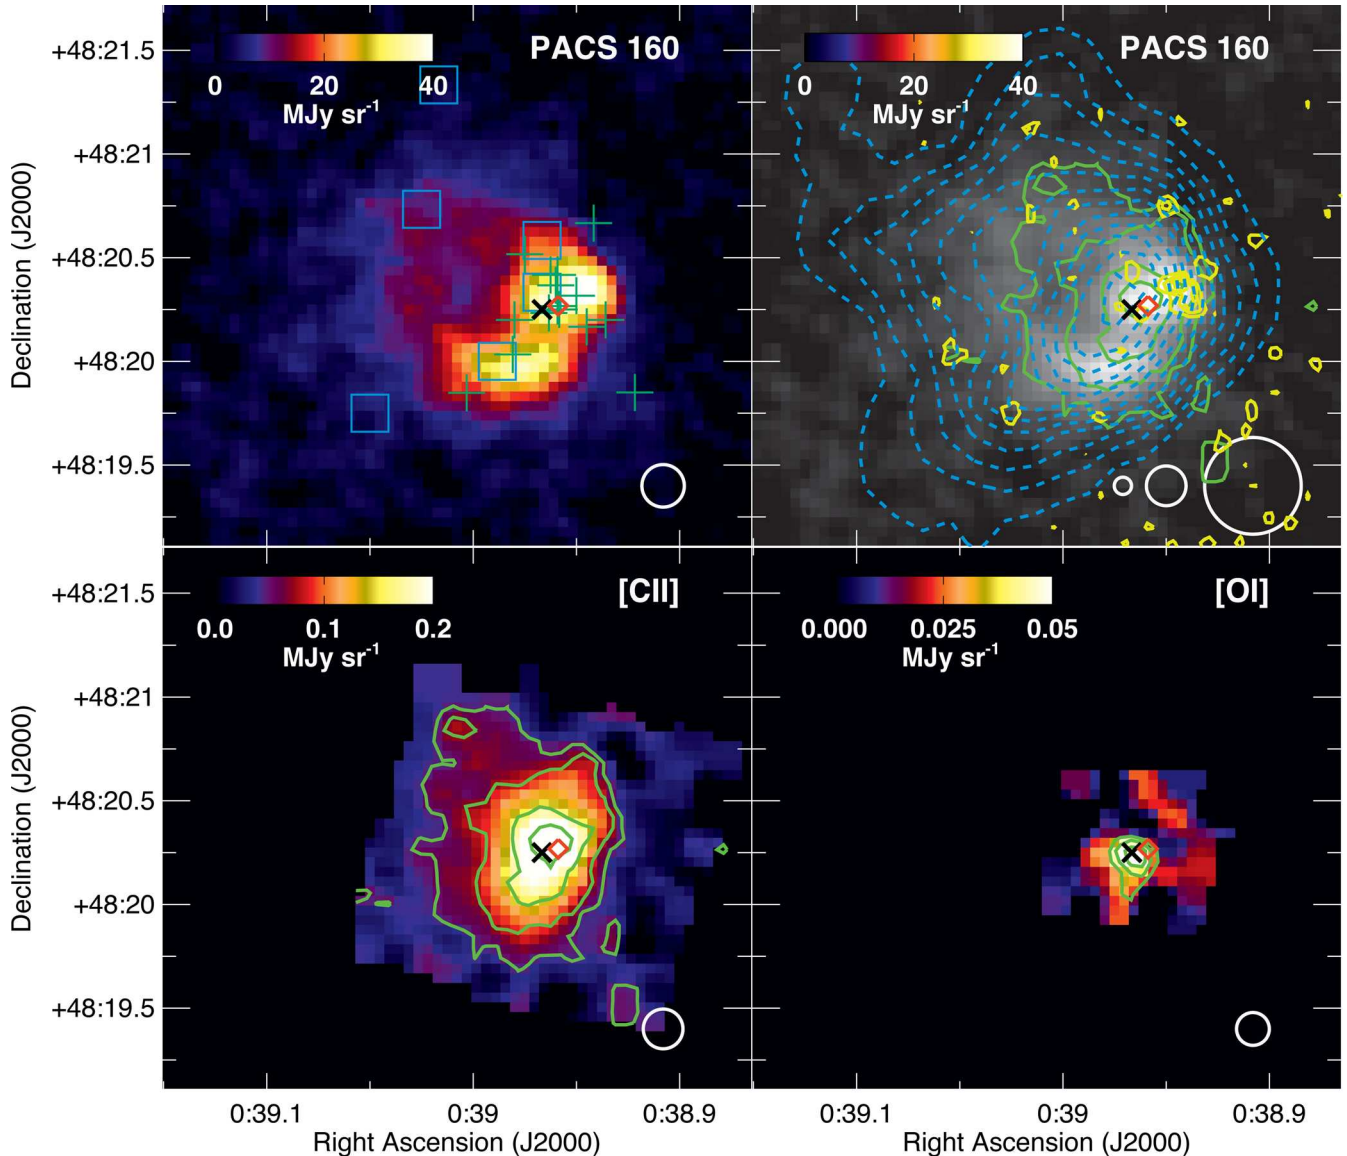 PACS 160
0 20 40
MJy sr-1
PACS 160
0 20 40
MJy sr-1
+48:21.5
+48:21
+48:20.5
+48:20
+48:19.5
Declination (J2000)
[CII]
0.0 0.1 0.2
MJy sr-1
[OI]
0.000 0.025 0.05
MJy sr-1
+48:21.5
+48:21
+48:20.5
+48:20
+48:19.5
Declination (J2000)
0:39.1 0:39 0:38.9
Right Ascension (J2000)
0:39.1 0:39 0:38.9
Right Ascension (J2000)